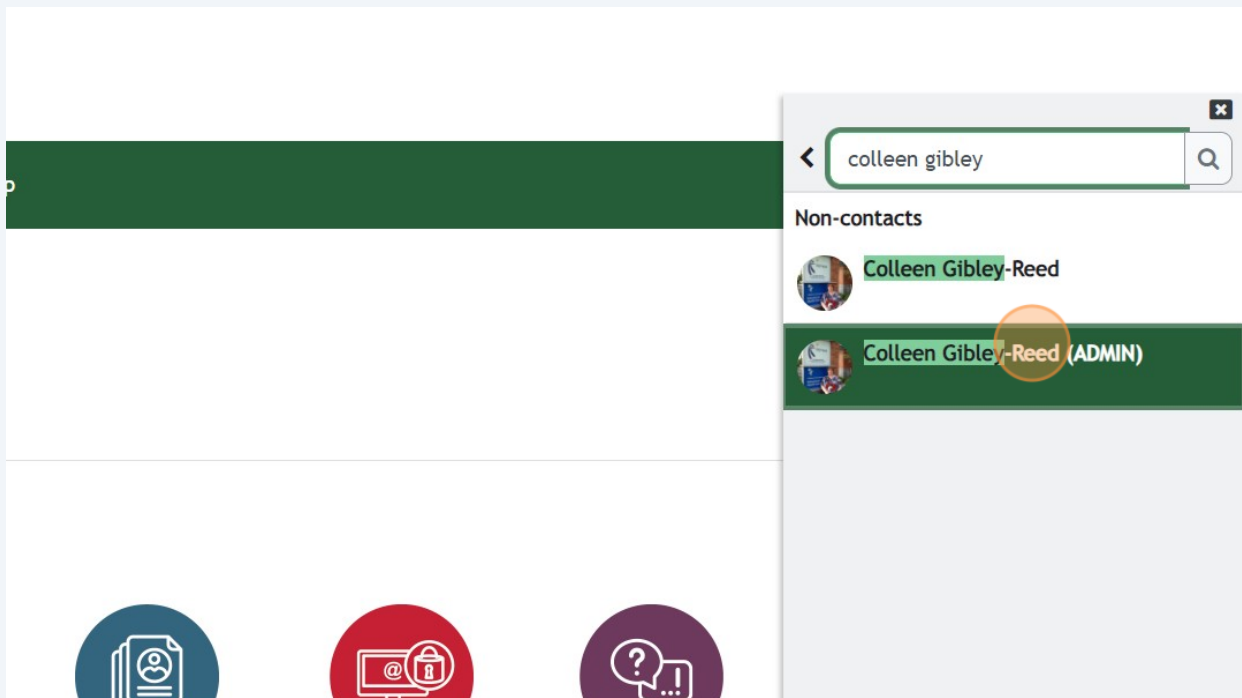 colleen gibley
p
Non-contacts
Colleen Gibley-Reed
Colleen Gibley-Reed (ADMIN)
@
?
...!